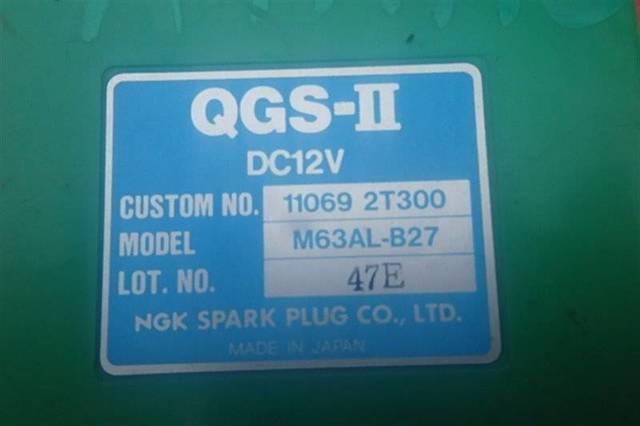 QGS-II
DC12V
CUSTOM NO. 11069 2T300
MODEL M63AL-B27
LOT. NO. 47E
NGK SPARK PLUG CO., LTD.
MADE IN JAPAN